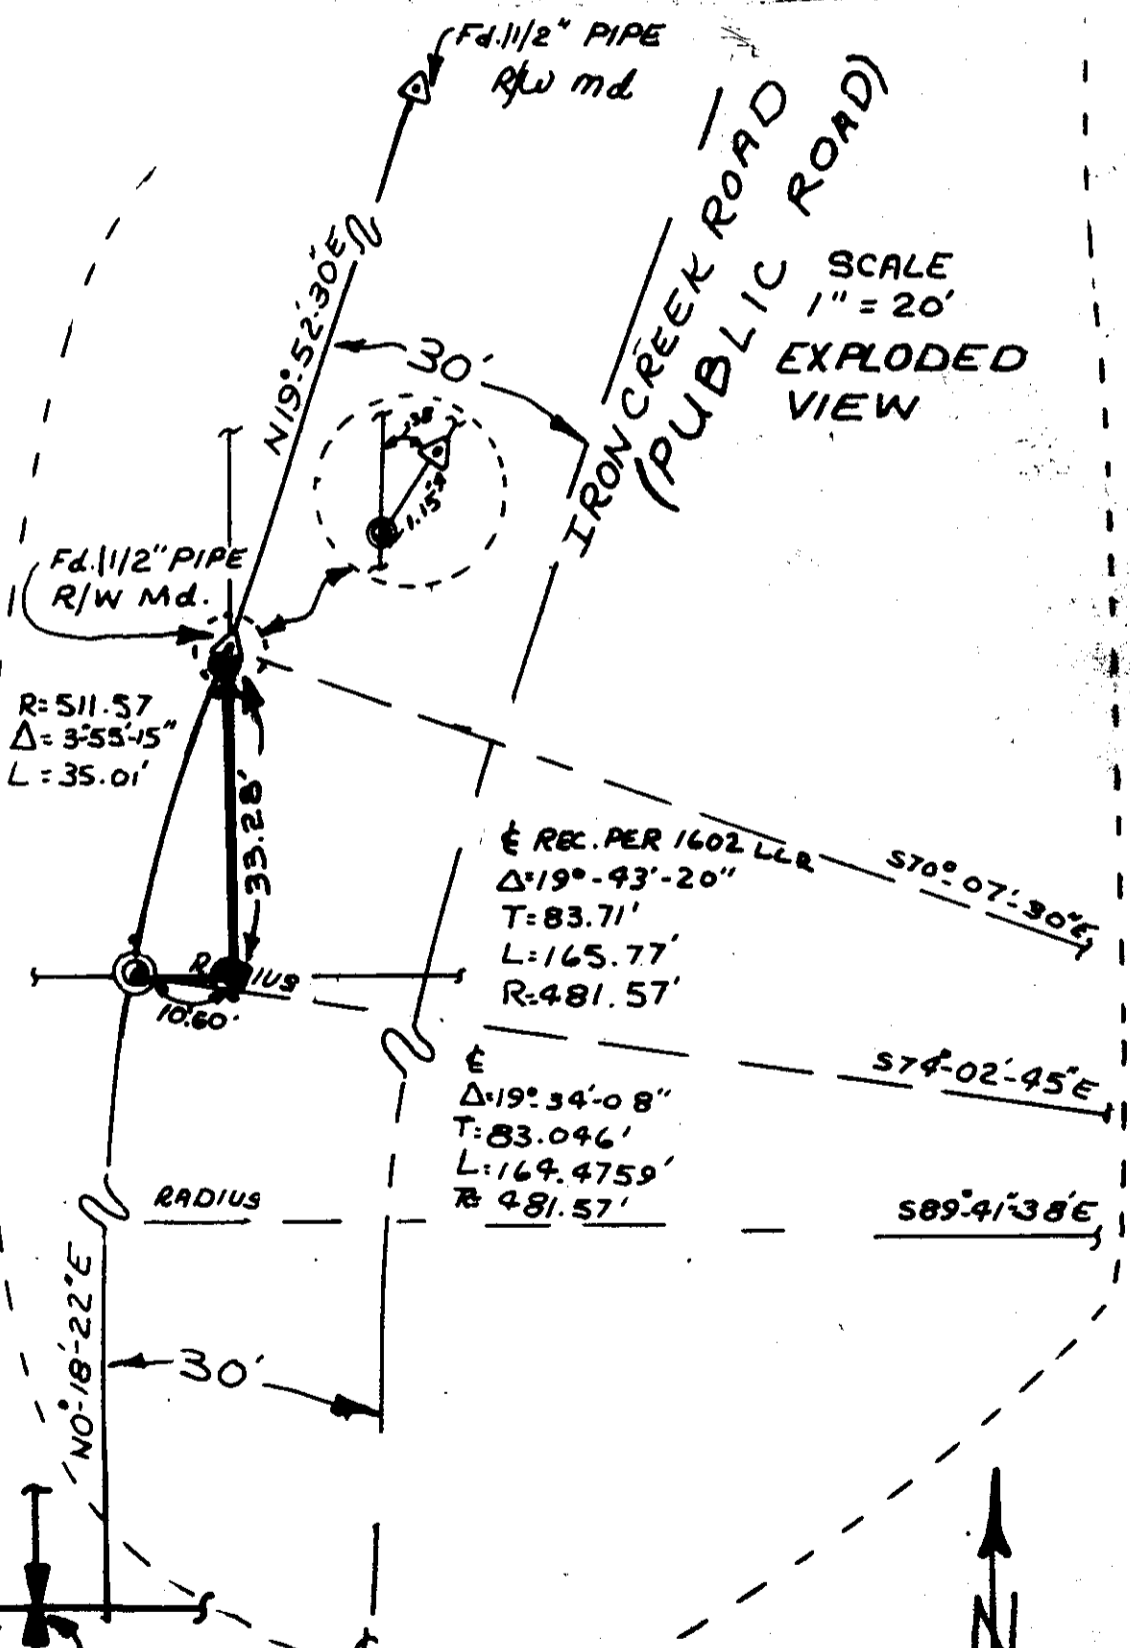 Fd.1 1/2" PIPE
R/W md
IRON CREEK ROAD
(PUBLIC ROAD)
SCALE
1" = 20'
EXPLODED
VIEW
N19°-52'-30"E
30'
.38
1.15'
Fd.1 1/2" PIPE
R/W Md.
R=511.57
Δ=3°-55'-15"
L=35.01'
33.28'
℄ REC. PER 1602 LLR
Δ=19°-43'-20"
T=83.71'
L=165.77'
R=481.57'
S70°-07'-30"E
10.60'
S74°-02'-45"E
℄
Δ=19°-34'-08"
T=83.046'
L=164.4759'
R= 481.57'
RADIUS
S89°-41'-38"E
N0°-18'-22"E
30'
N